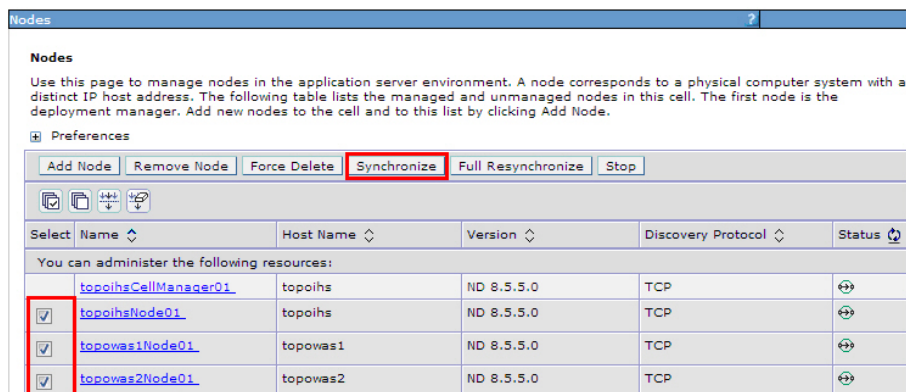 Nodes ?
Nodes
Use this page to manage nodes in the application server environment. A node corresponds to a physical computer system with a
distinct IP host address. The following table lists the managed and unmanaged nodes in this cell. The first node is the
deployment manager. Add new nodes to the cell and to this list by clicking Add Node.
Preferences
Add Node Remove Node Force Delete Synchronize Full Resynchronize Stop
Select Name Host Name Version Discovery Protocol Status
You can administer the following resources:
topoihsCellManager01 topoihs ND 8.5.5.0 TCP
topoihsNode01 topoihs ND 8.5.5.0 TCP
topowas1Node01 topowas1 ND 8.5.5.0 TCP
topowas2Node01 topowas2 ND 8.5.5.0 TCP